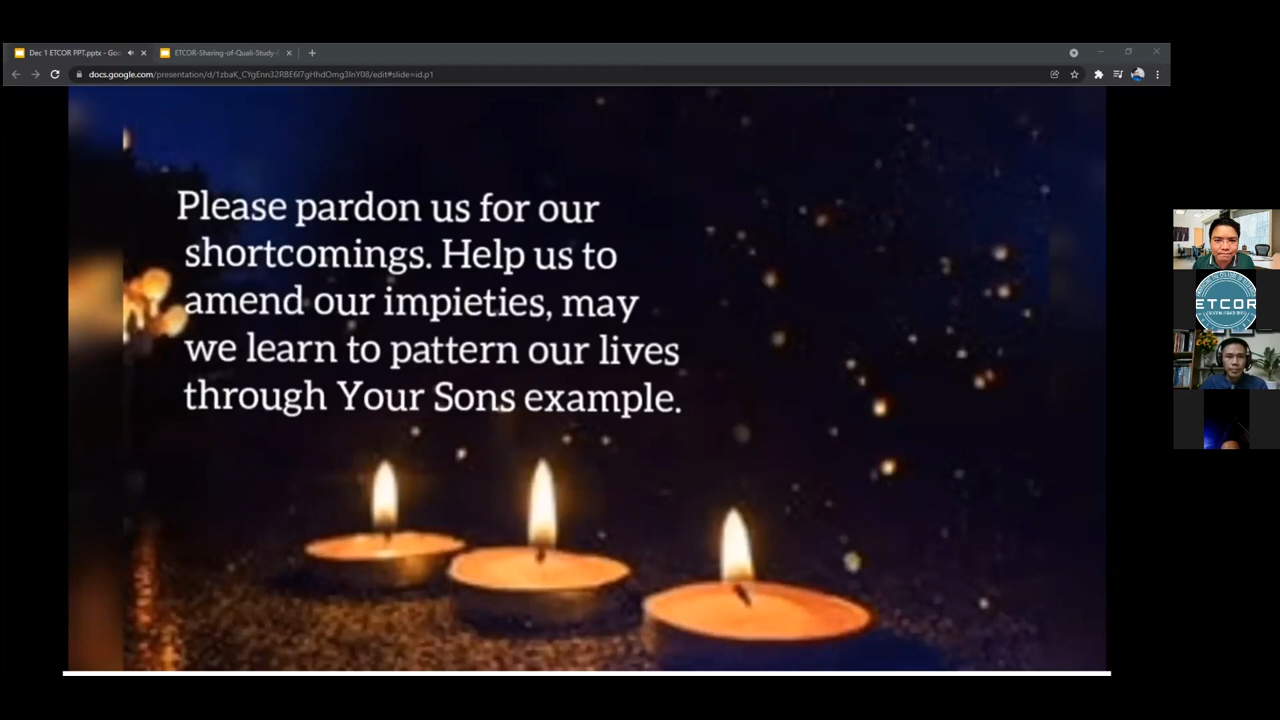 Dec 1 ETCOR PPT.pptx - Goo
ETCOR-Sharing-of-Quali-Study-
docs.google.com/presentation/d/1zbaK_CYgEnn32RBE6I7gHhdOmg3InY08/edit#slide=id.p1
Please pardon us for our
shortcomings. Help us to
amend our impieties, may
we learn to pattern our lives
through Your Sons example.
ETCOR